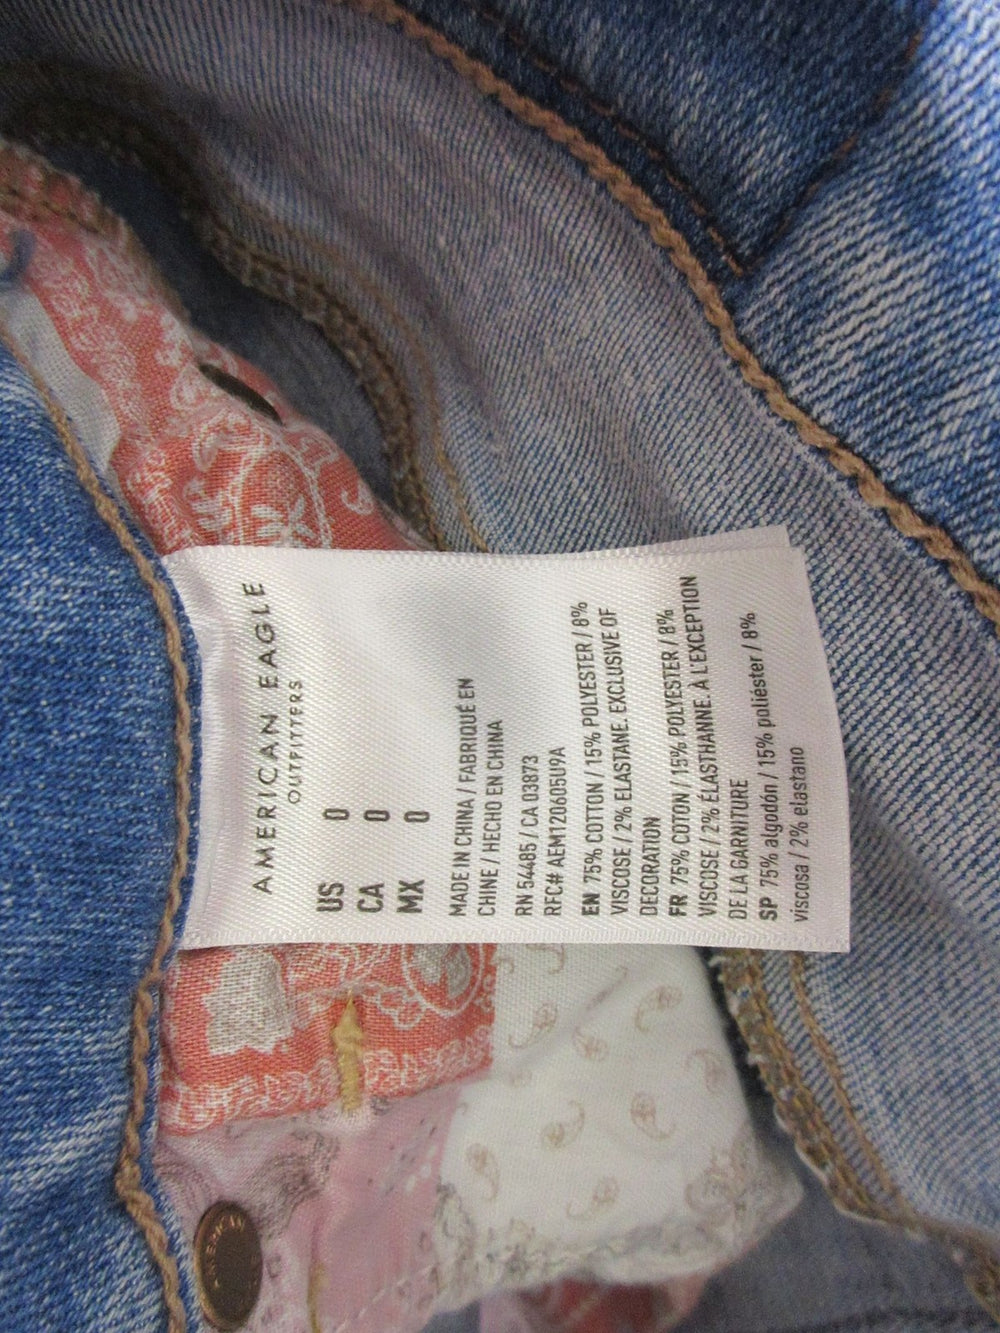 AMERICAN EAGLE
OUTFITTERS
US 0
CA 0
MX 0
MADE IN CHINA / FABRIQUÉ EN
CHINE / HECHO EN CHINA
RN 54485 / CA 03873
RFC# AEM120605U9A
EN 75% COTTON / 15% POLYESTER / 8%
VISCOSE / 2% ELASTANE. EXCLUSIVE OF
DECORATION
FR 75% COTON / 15% POLYESTER / 8%
VISCOSE / 2% ÉLASTHANNE. À L'EXCEPTION
DE LA GARNITURE
SP 75% algodón / 15% poliéster / 8%
viscosa / 2% elastano
AMERICAN